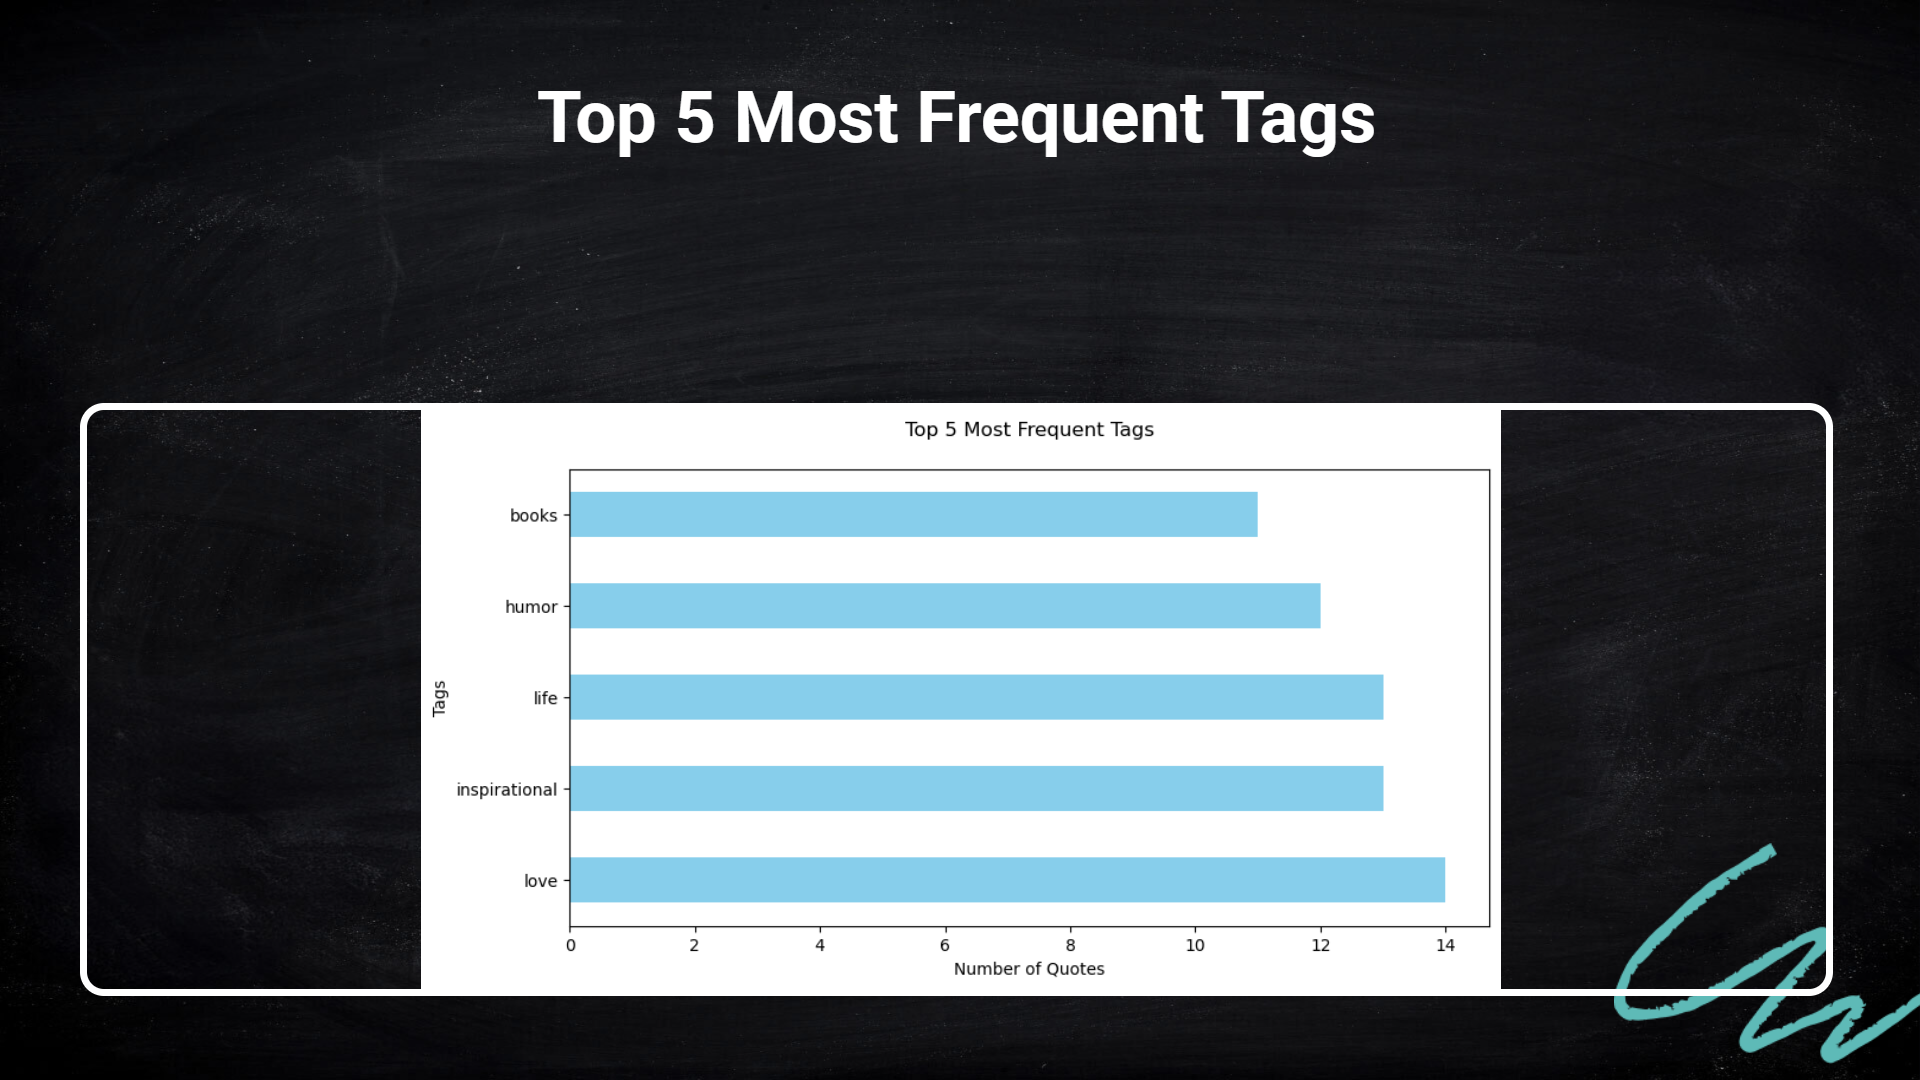 Top 5 Most Frequent Tags
Top 5 Most Frequent Tags
books
humor
life
inspirational
love
Tags
0 2 4 6 8 10 12 14
Number of Quotes